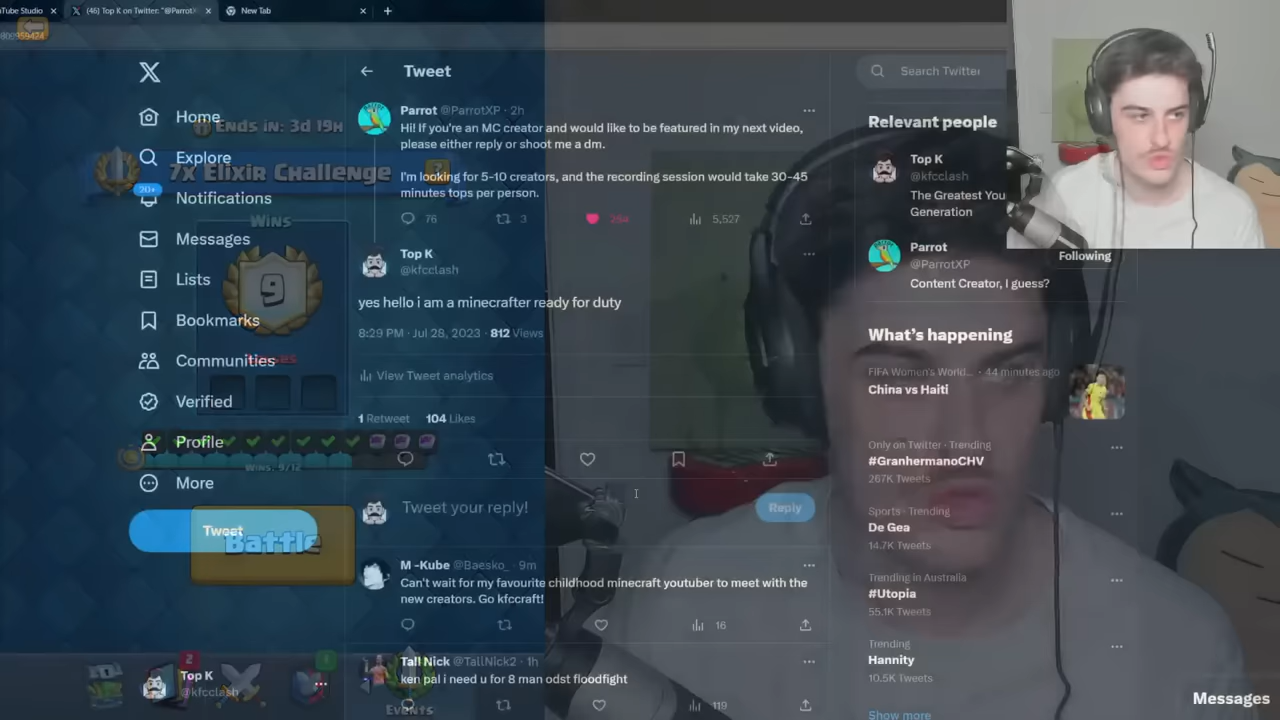 Tube Studio
(46) Top K on Twitter: "@Parrot
New Tab
Home
Explore
20+
Notifications
Messages
Lists
Bookmarks
Communities
Verified
Profile
More
Tweet
Top K
@kfcclash
Ends in: 3d 19h
7x Elixir Challenge
Wins
9
Wins: 9/12
Battle
2
1
Events
Tweet
Parrot @ParrotXP · 2h
Hi! If you're an MC creator and would like to be featured in my next video,
please either reply or shoot me a dm.
I'm looking for 5-10 creators, and the recording session would take 30-45
minutes tops per person.
76
3
254
5,527
Top K
@kfcclash
yes hello i am a minecrafter ready for duty
8:29 PM · Jul 28, 2023 · 812 Views
View Tweet analytics
1 Retweet 104 Likes
Tweet your reply!
Reply
M -Kube @Baesko_ · 9m
Can't wait for my favourite childhood minecraft youtuber to meet with the
new creators. Go kfccraft!
16
Tall Nick @TallNick2 · 1h
ken pal i need u for 8 man odst floodfight
119
Search Twitter
Relevant people
Top K
@kfcclash
The Greatest You
Generation
Parrot
@ParrotXP
Following
Content Creator, I guess?
What's happening
FIFA Women's World... · 44 minutes ago
China vs Haiti
Only on Twitter · Trending
#GranhermanoCHV
267K Tweets
Sports · Trending
De Gea
14.7K Tweets
Trending in Australia
#Utopia
55.1K Tweets
Trending
Hannity
10.5K Tweets
Show more
Messages